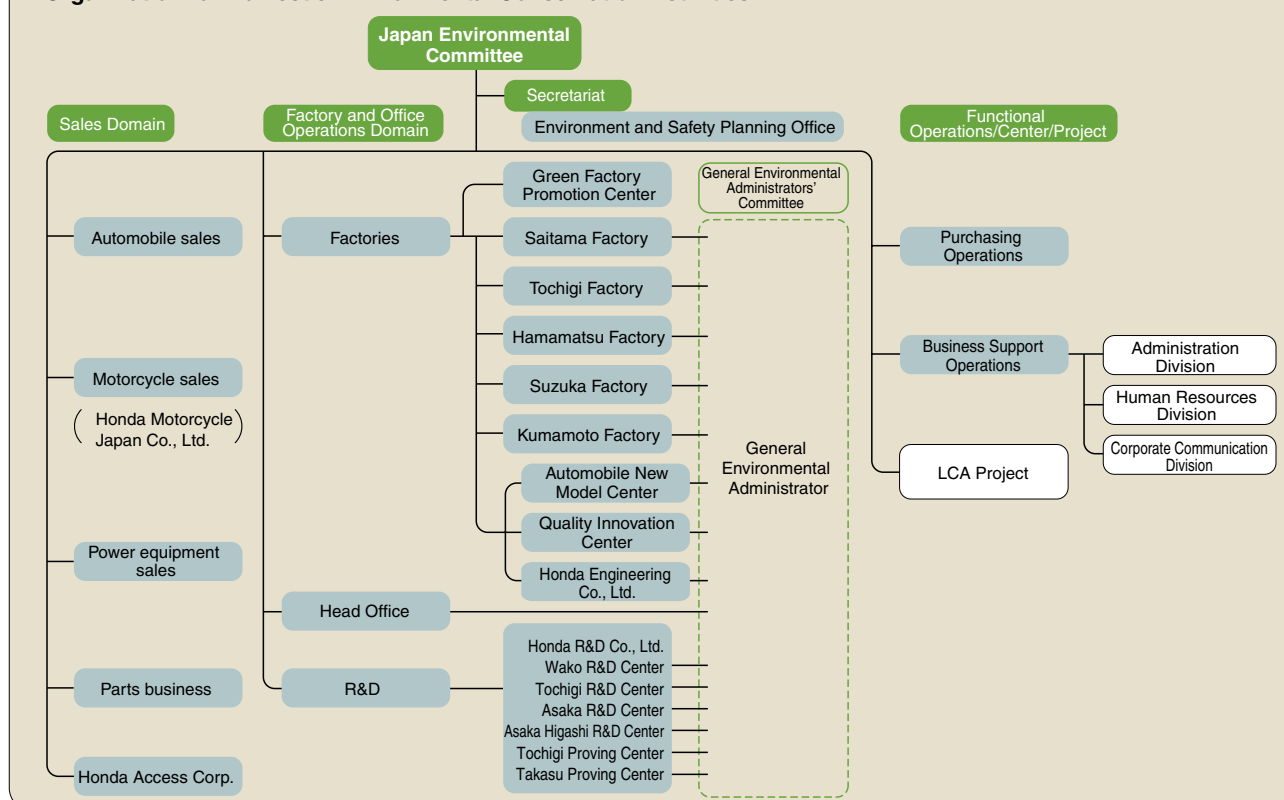 Japan Environmental
Committee
Secretariat
Environment and Safety Planning Office
Sales Domain
Automobile sales
Motorcycle sales
( Honda Motorcycle
Japan Co., Ltd. )
Power equipment
sales
Parts business
Honda Access Corp.
Factory and Office
Operations Domain
Factories
Head Office
R&D
Green Factory
Promotion Center
Saitama Factory
Tochigi Factory
Hamamatsu Factory
Suzuka Factory
Kumamoto Factory
Automobile New
Model Center
Quality Innovation
Center
Honda Engineering
Co., Ltd.
Honda R&D Co., Ltd.
Wako R&D Center
Tochigi R&D Center
Asaka R&D Center
Asaka Higashi R&D Center
Tochigi Proving Center
Takasu Proving Center
General Environmental
Administrators'
Committee
General
Environmental
Administrator
Functional
Operations/Center/Project
Purchasing
Operations
Business Support
Operations
LCA Project
Administration
Division
Human Resources
Division
Corporate Communication
Division